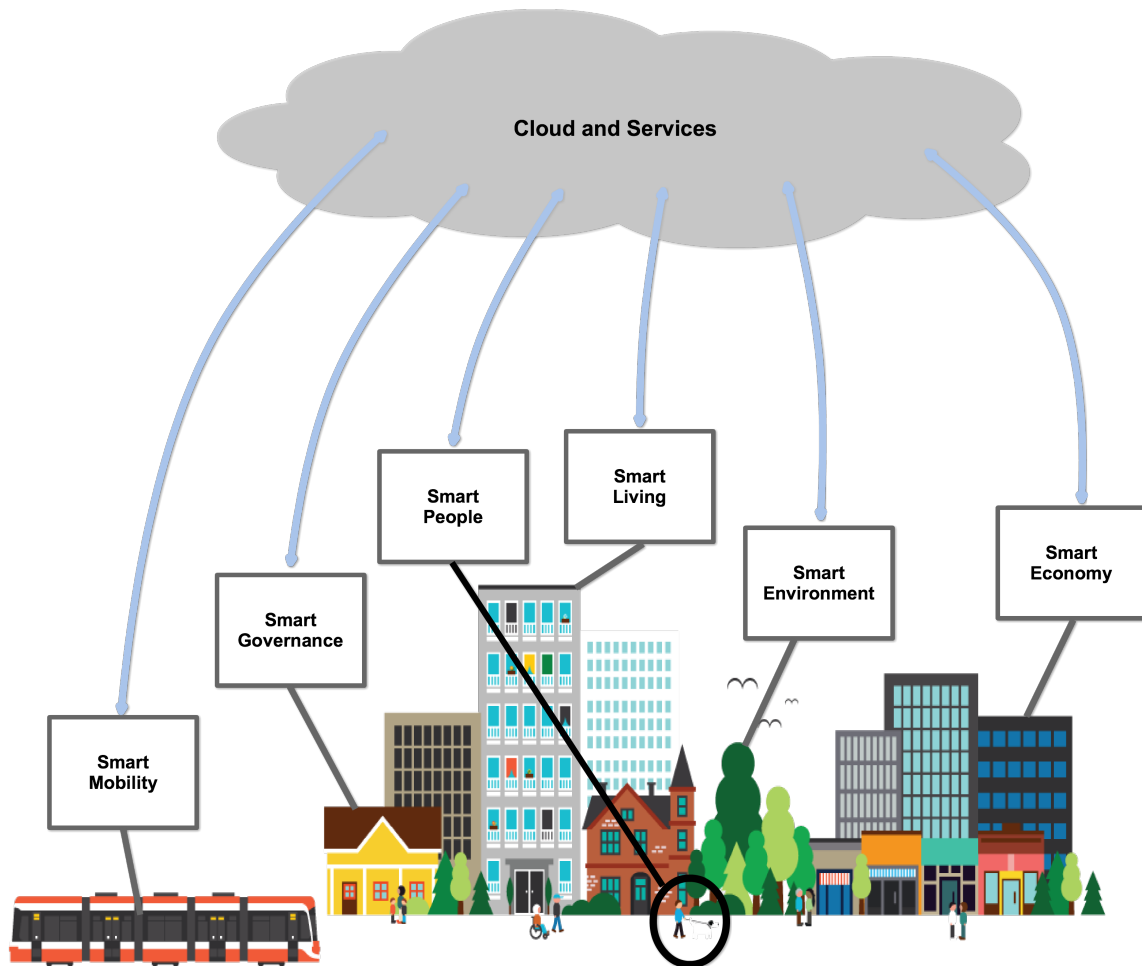 Cloud and Services
Smart
Living
Smart
People
Smart
Environment
Smart
Economy
Smart
Governance
Smart
Mobility